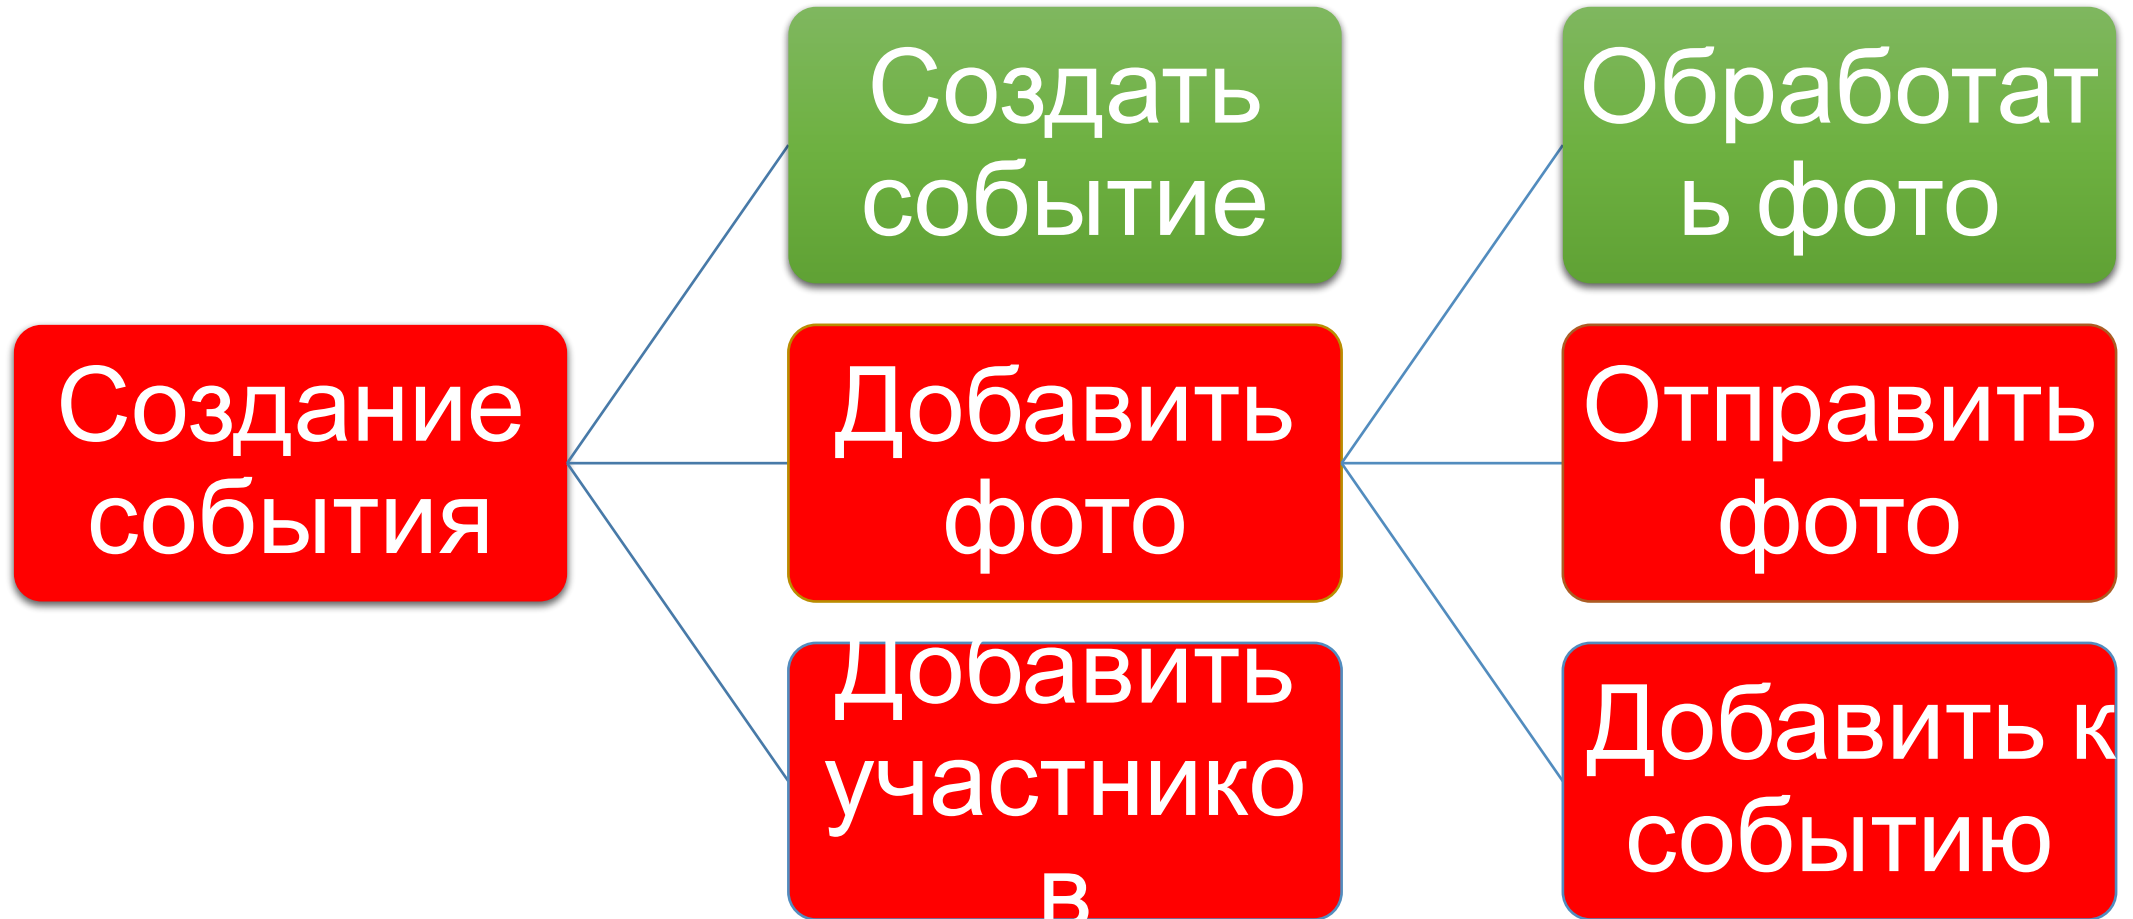 Создание
события
Создать
событие
Добавить
фото
Добавить
участнико
в
Обработат
ь фото
Отправить
фото
Добавить к
событию